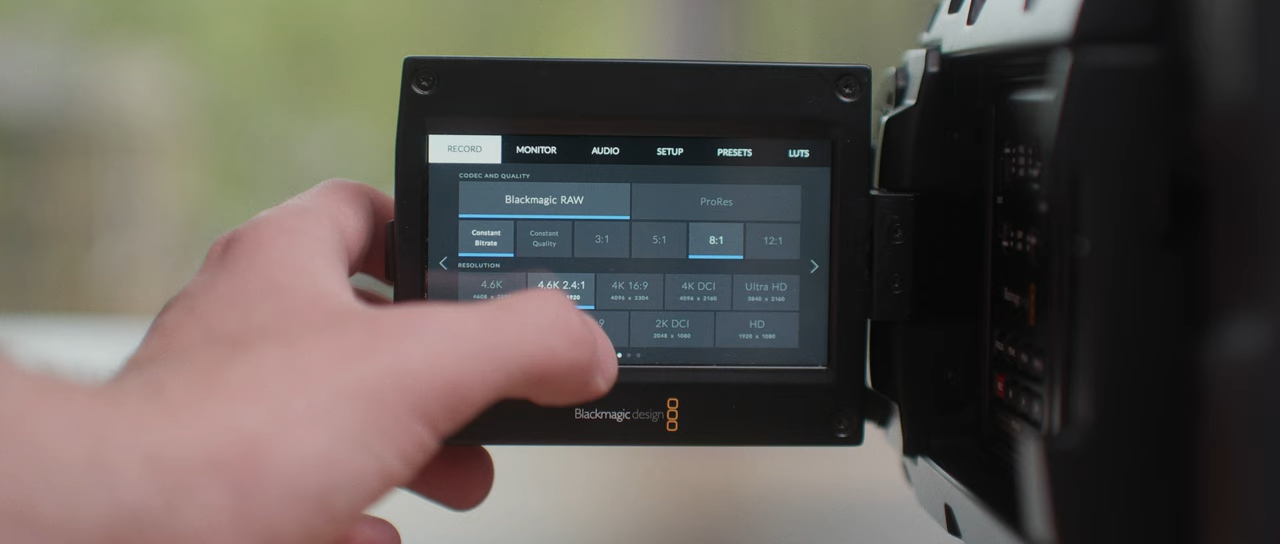 RECORD MONITOR AUDIO SETUP PRESETS LUTS
CODEC AND QUALITY
Blackmagic RAW ProRes
Constant Bitrate Constant Quality 3:1 5:1 8:1 12:1
RESOLUTION
4.6K 4.6K 2.4:1 4K 16:9 4K DCI Ultra HD
4096 x 2304 4096 x 2160 3840 x 2160
2K DCI HD
2048 x 1080 1920 x 1080
Blackmagicdesign